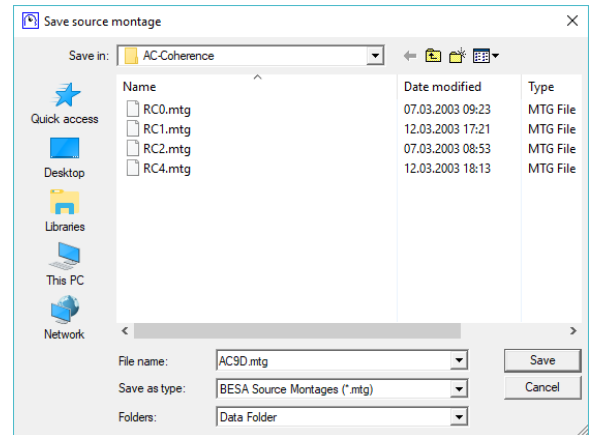 Save source montage
Save in: AC-Coherence
Name Date modified Type
RC0.mtg 07.03.2003 09:23 MTG File
RC1.mtg 12.03.2003 17:21 MTG File
RC2.mtg 07.03.2003 08:53 MTG File
RC4.mtg 12.03.2003 18:13 MTG File
Quick access
Desktop
Libraries
This PC
Network
File name: AC9D.mtg Save
Save as type: BESA Source Montages (*.mtg) Cancel
Folders: Data Folder